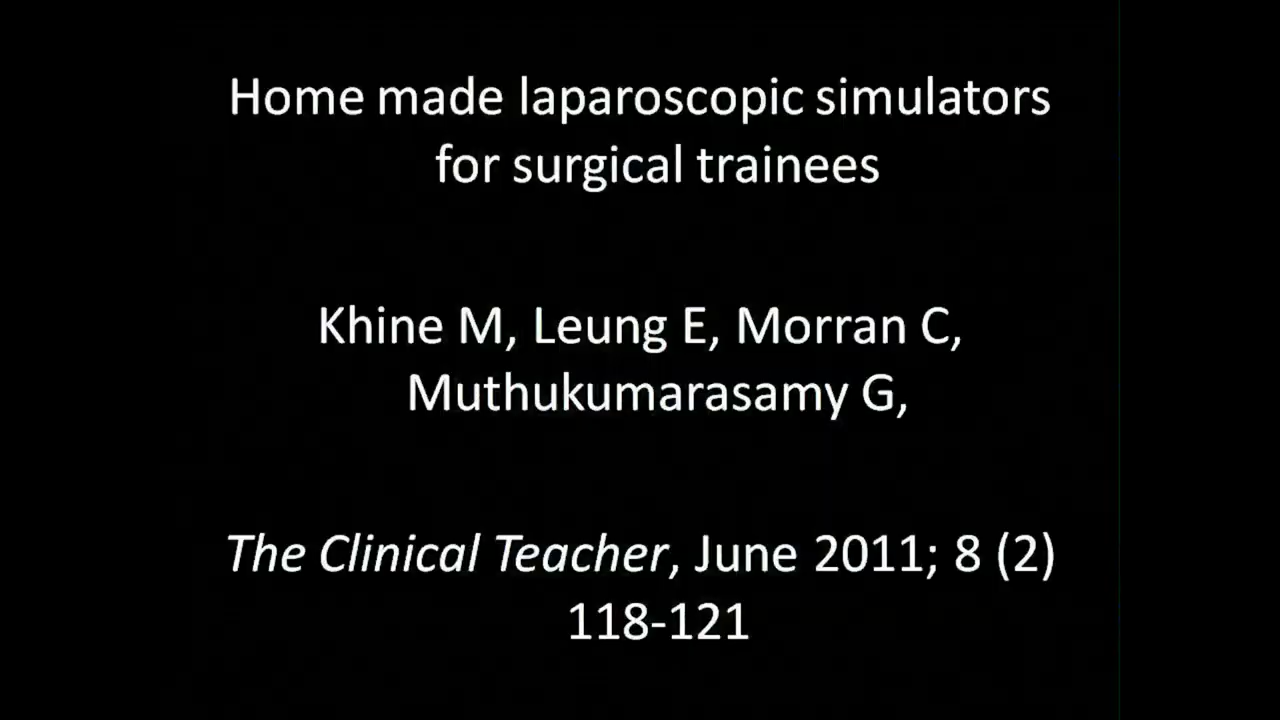 Home made laparoscopic simulators
for surgical trainees
Khine M, Leung E, Morran C,
Muthukumarasamy G,
The Clinical Teacher, June 2011; 8 (2)
118-121